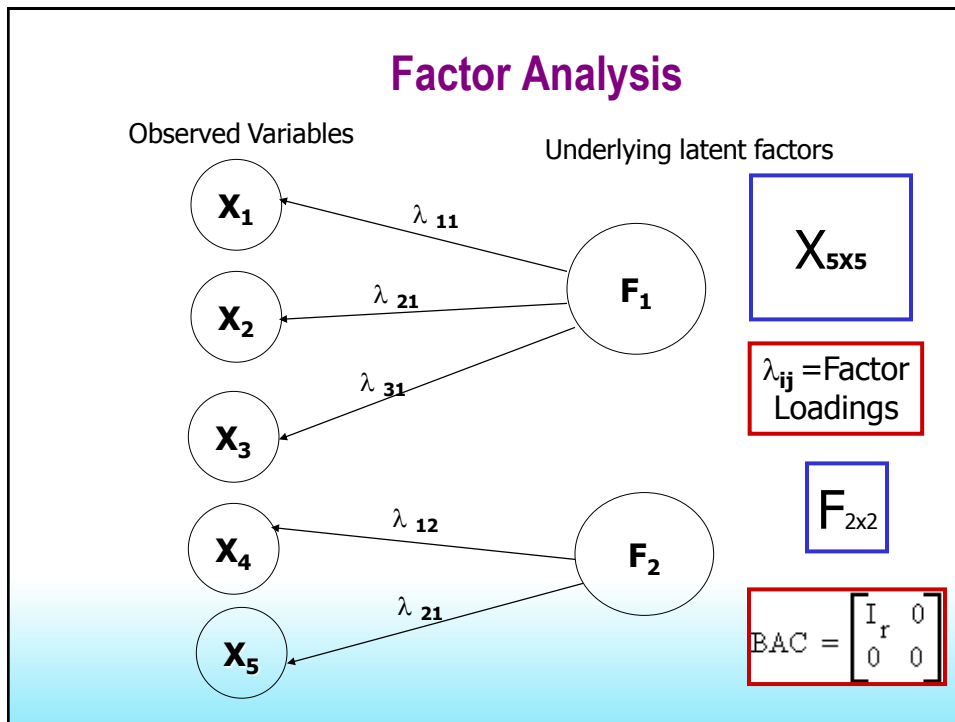 Factor Analysis
Observed Variables
Underlying latent factors
X₁
λ ₁₁
F₁
X₅ₓ₅
X₂
λ ₂₁
λᵢⱼ =Factor
Loadings
X₃
λ ₃₁
F₂ₓ₂
X₄
λ ₁₂
F₂
X₅
λ ₂₁
BAC = [I_r 0
0 0]